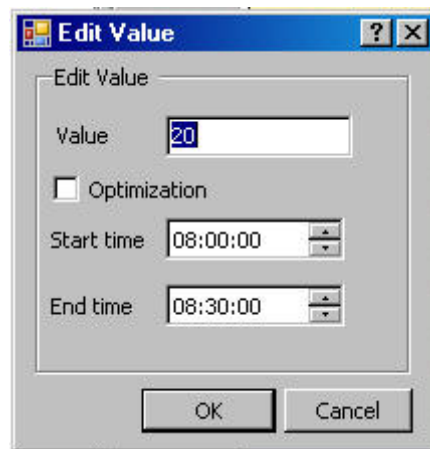 Edit Value
Edit Value
Value 20
Optimization
Start time 08:00:00
End time 08:30:00
OK Cancel